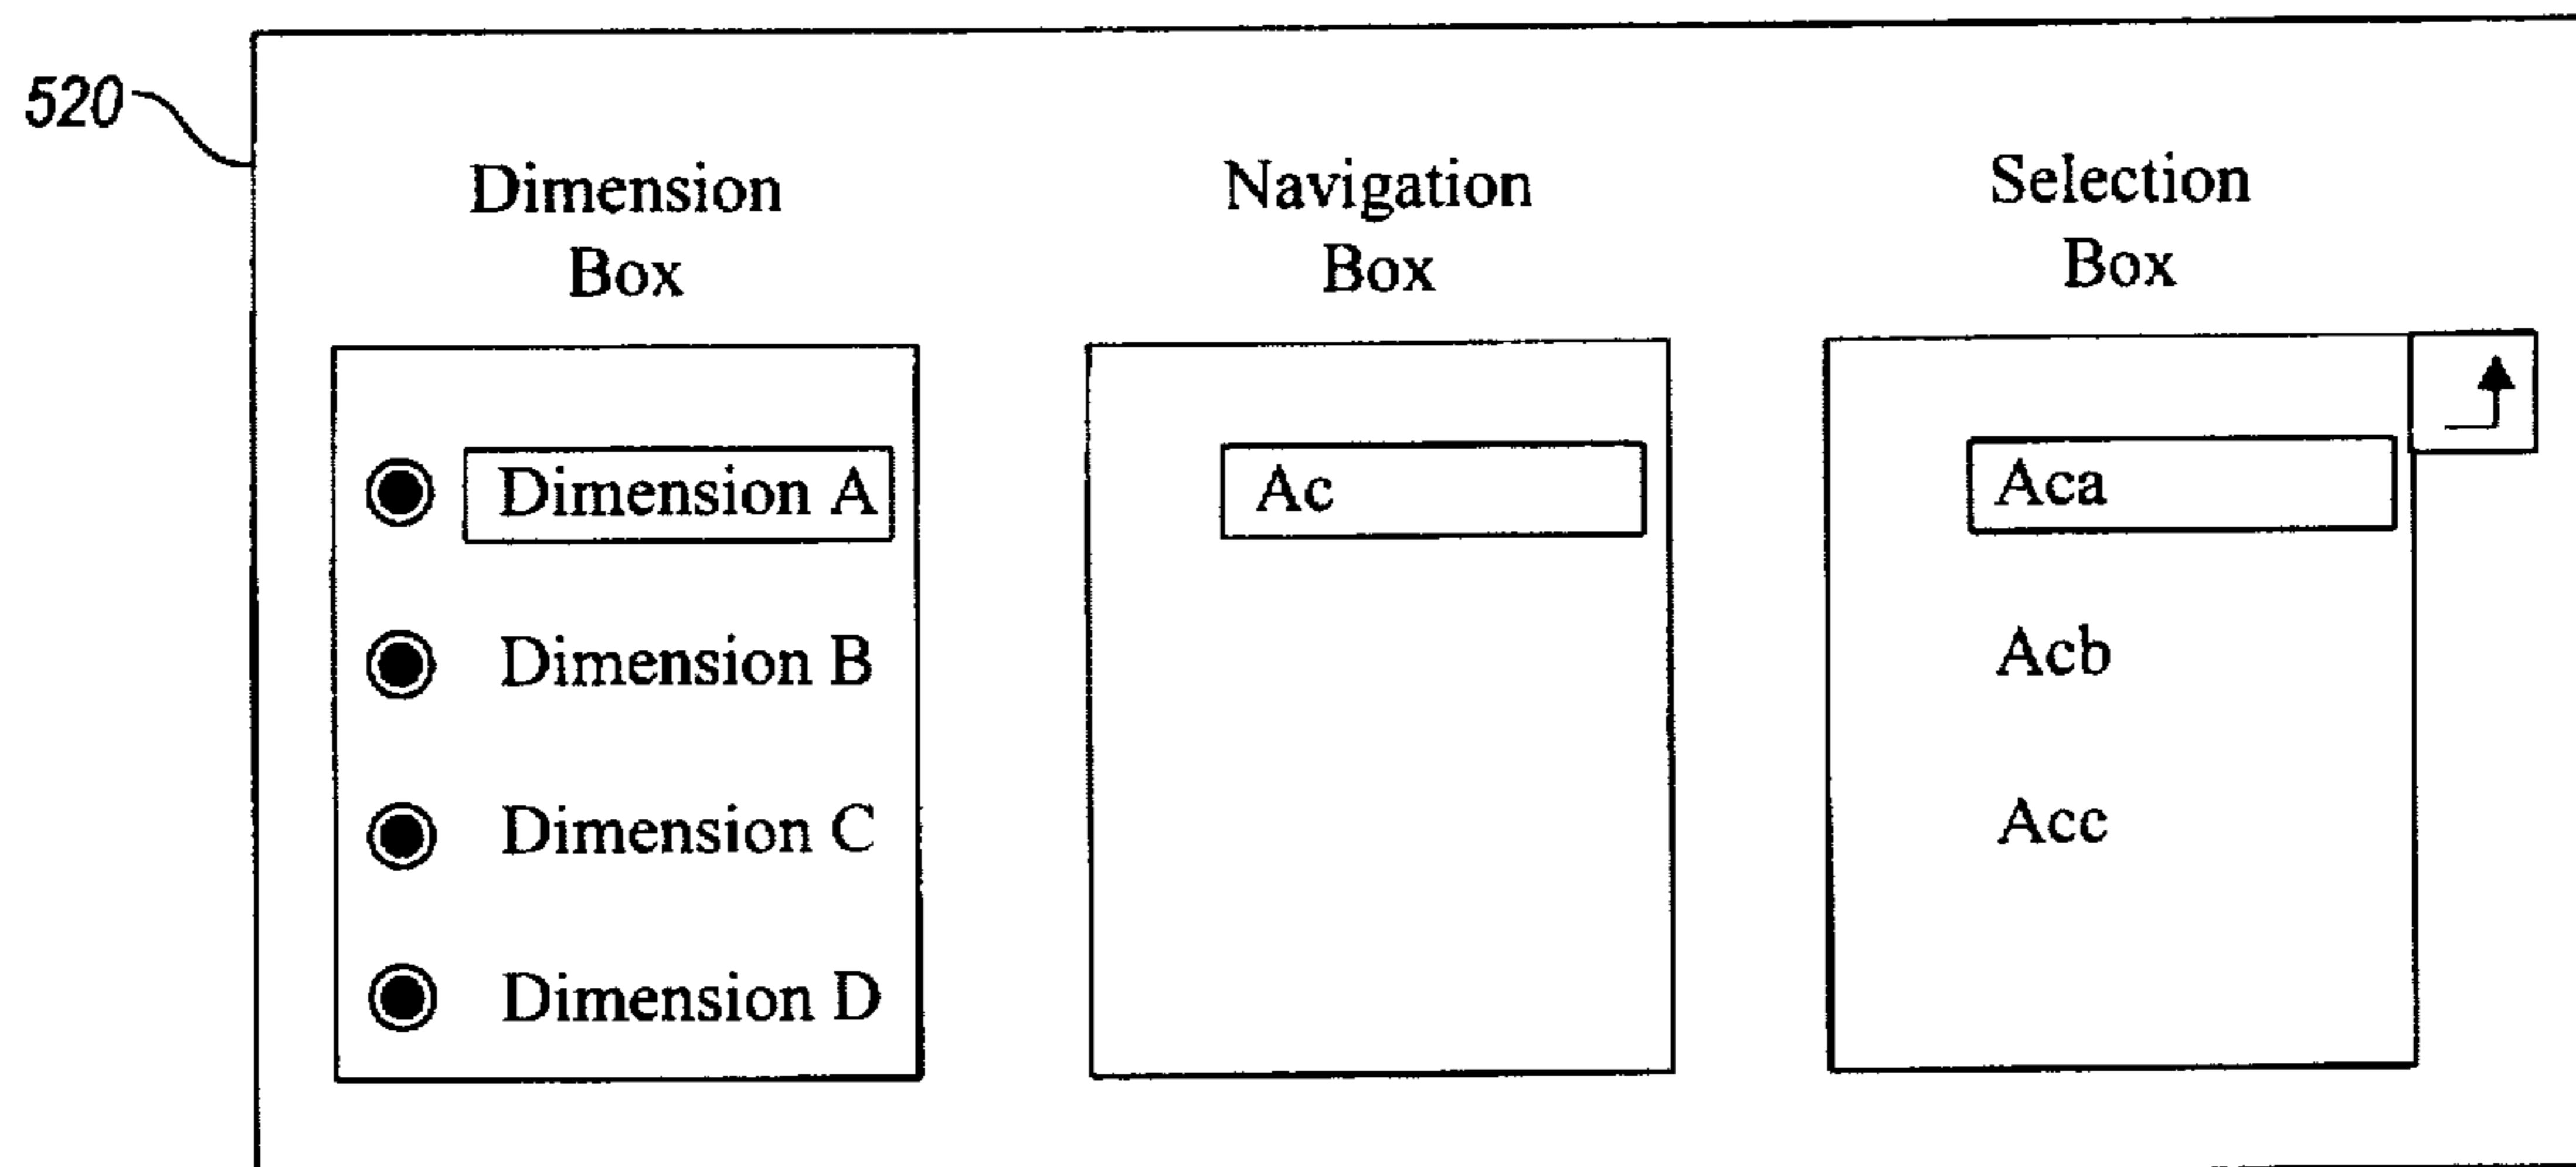 520
Dimension
Box
Navigation
Box
Selection
Box
Dimension A
Dimension B
Dimension C
Dimension D
Ac
Aca
Acb
Acc